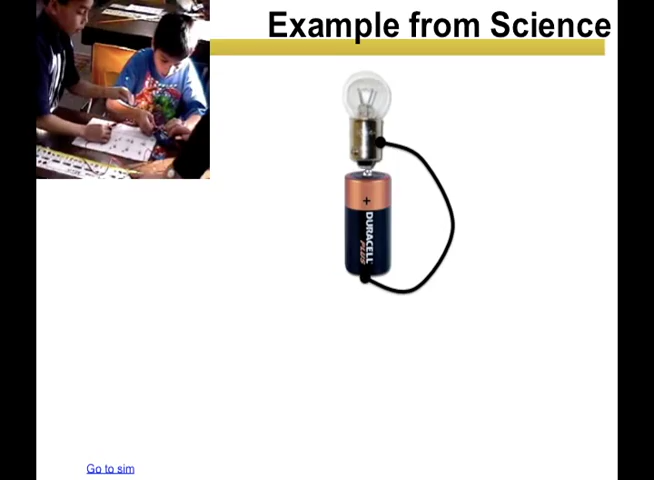 Example from Science
+
DURACELL
PLUS
Go to sim